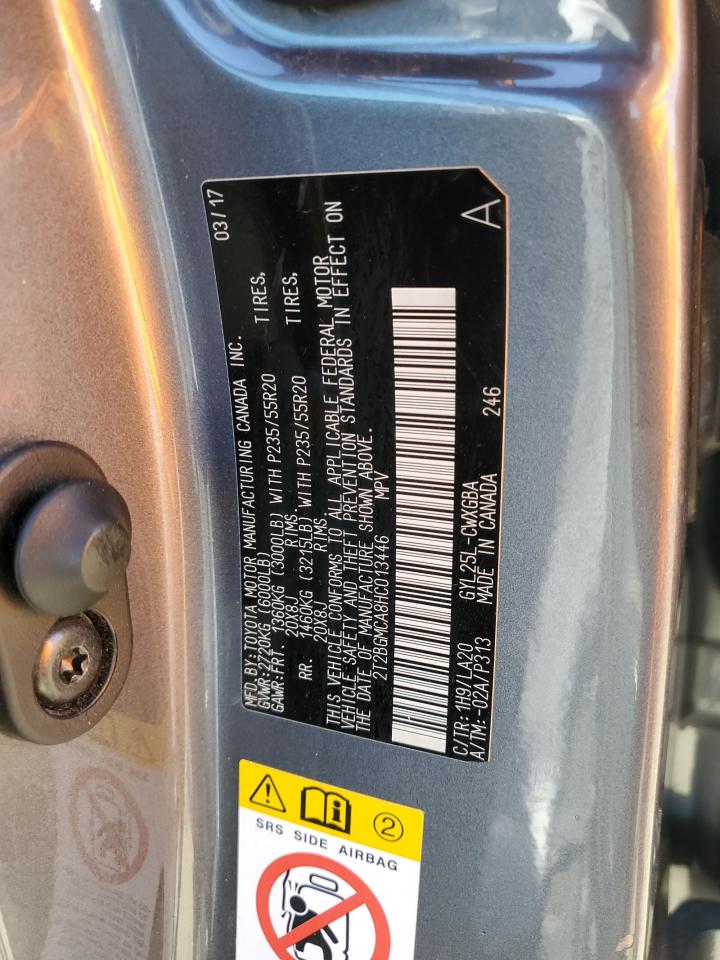 MFD.BY:TOYOTA MOTOR MANUFACTURING CANADA INC. 03/17
GVWR:2720KG (6000LB)
GAWR:FRT. 1360KG (3000LB) WITH P235/55R20 TIRES,
20X8J RIMS
RR. 1460KG (3215LB) WITH P235/55R20 TIRES,
20X8J RIMS
THIS VEHICLE CONFORMS TO ALL APPLICABLE FEDERAL MOTOR
VEHICLE SAFETY AND THEFT PREVENTION STANDARDS IN EFFECT ON
THE DATE OF MANUFACTURE SHOWN ABOVE.
2T2BGMCA8HC013446 MPV
C/TR:1H9/LA20 GYL25L-CWXGBA 246
A/TM:-02A/P313 MADE IN CANADA
A
2
SRS SIDE AIRBAG